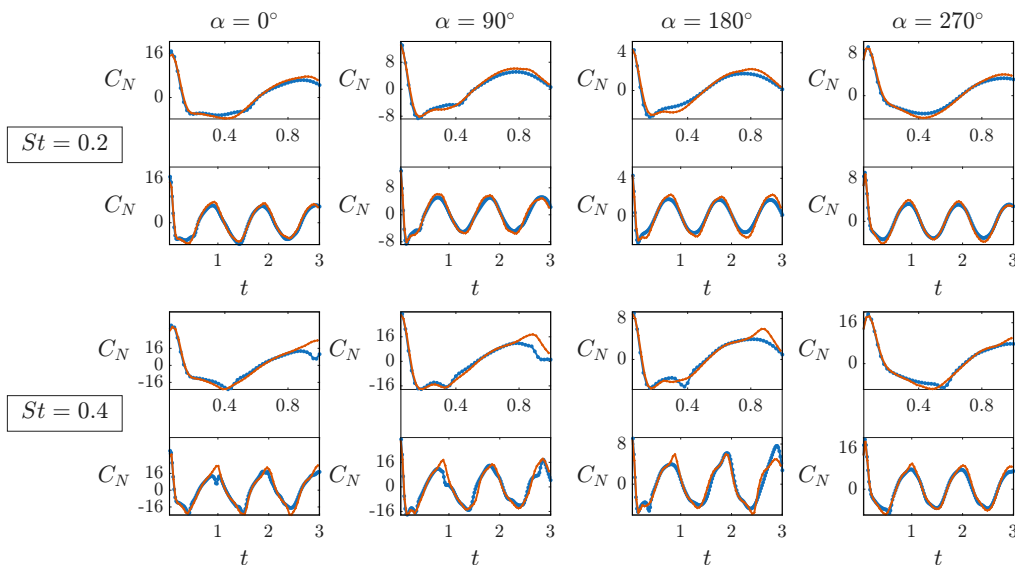 α = 0° α = 90° α = 180° α = 270°
16 8 4 8
C_N C_N C_N C_N
0 0 0 0
-8
0.4 0.8 0.4 0.8 0.4 0.8 0.4 0.8
St = 0.2
16 8 4 8
C_N C_N C_N C_N
0 0 0 0
-8
1 2 3 1 2 3 1 2 3 1 2 3
t t t t
16 16 8 16
C_N C_N C_N C_N
0 0 0 0
-16 -16
0.4 0.8 0.4 0.8 0.4 0.8 0.4 0.8
St = 0.4
16 16 8 16
C_N C_N C_N C_N
0 0 0 0
-16 -16
1 2 3 1 2 3 1 2 3 1 2 3
t t t t